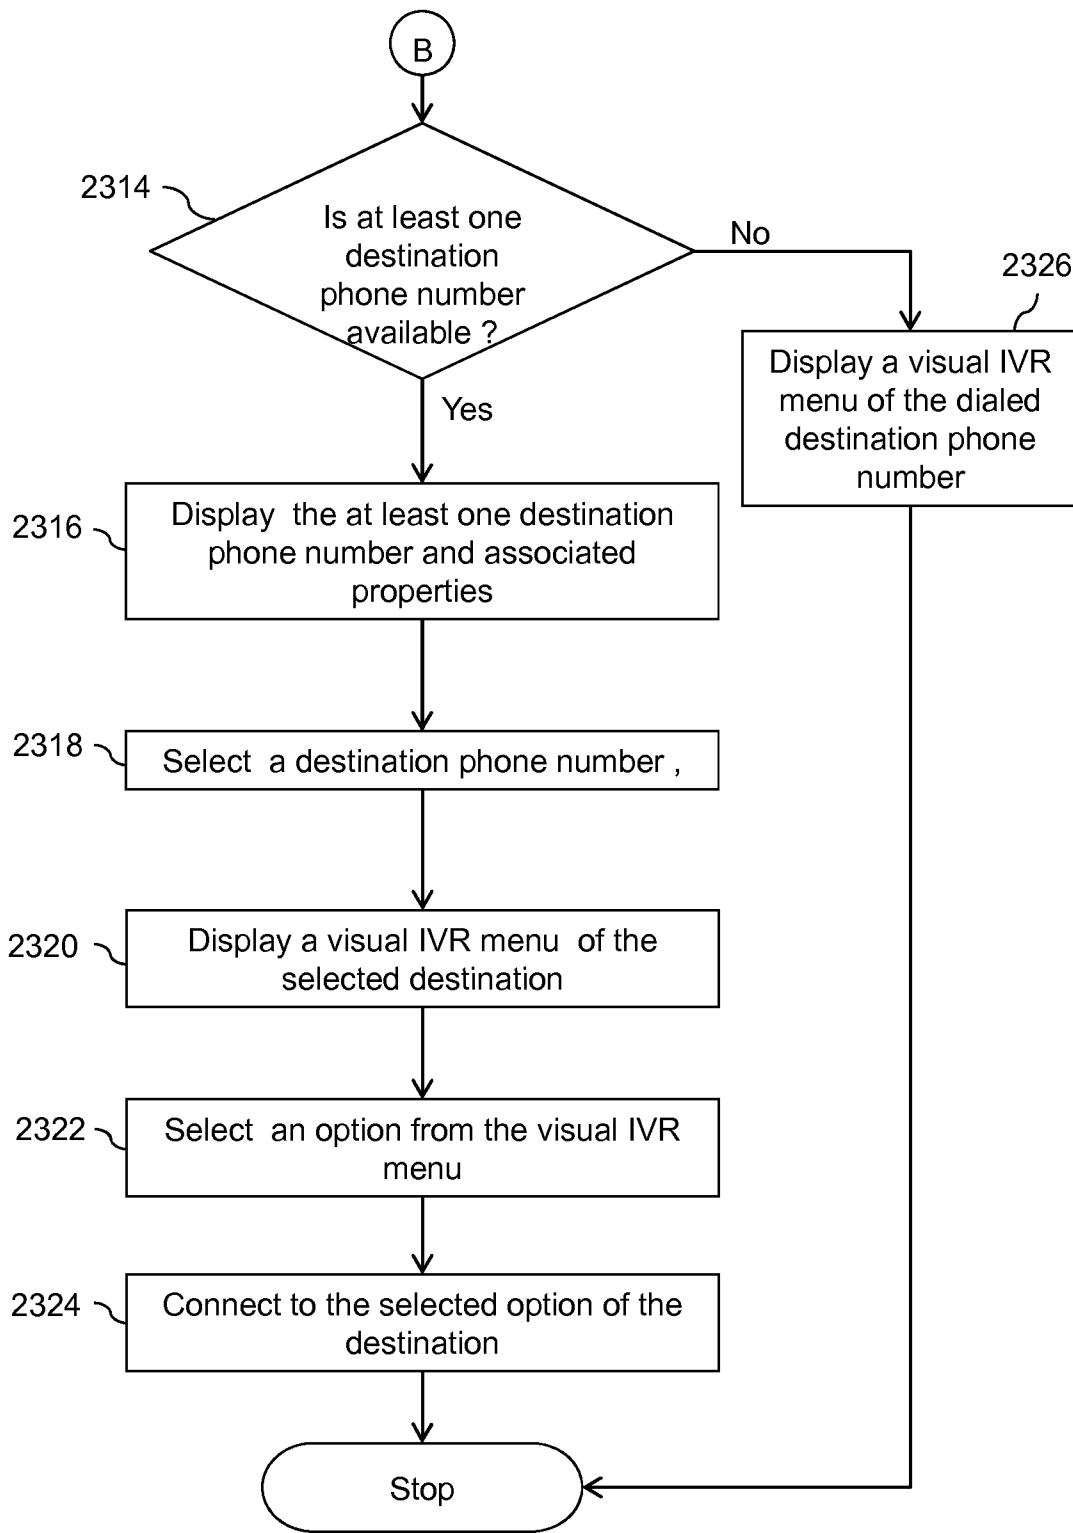 B
2314
Is at least one
destination
phone number
available ?
No
2326
Display a visual IVR
menu of the dialed
destination phone
number
Yes
2316
Display the at least one destination
phone number and associated
properties
2318
Select a destination phone number ,
2320
Display a visual IVR menu of the
selected destination
2322
Select an option from the visual IVR
menu
2324
Connect to the selected option of the
destination
Stop